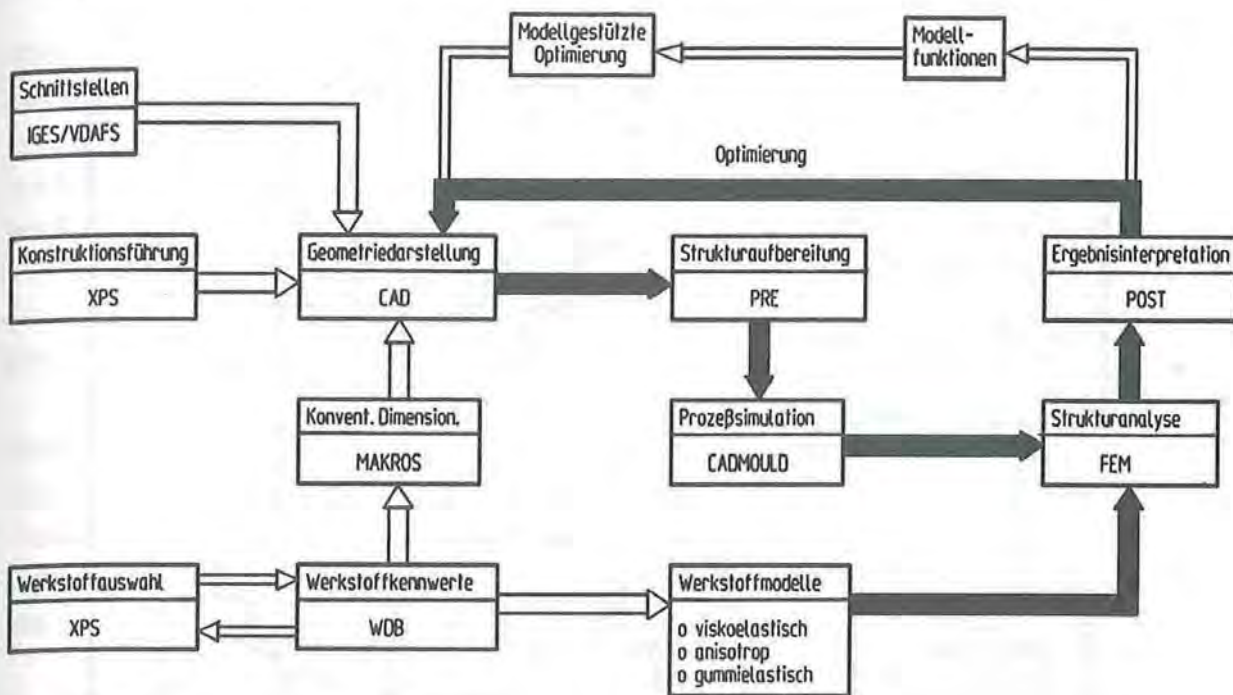 Modellgestützte
Optimierung
Modell-
funktionen
Schnittstellen
IGES/VDAFS
Optimierung
Konstruktionsführung
XPS
Geometriedarstellung
CAD
Strukturaufbereitung
PRE
Ergebnisinterpretation
POST
Konvent. Dimension.
MAKROS
Prozeßsimulation
CADMOULD
Strukturanalyse
FEM
Werkstoffauswahl
XPS
Werkstoffkennwerte
WDB
Werkstoffmodelle
o viskoelastisch
o anisotrop
o gummielastisch